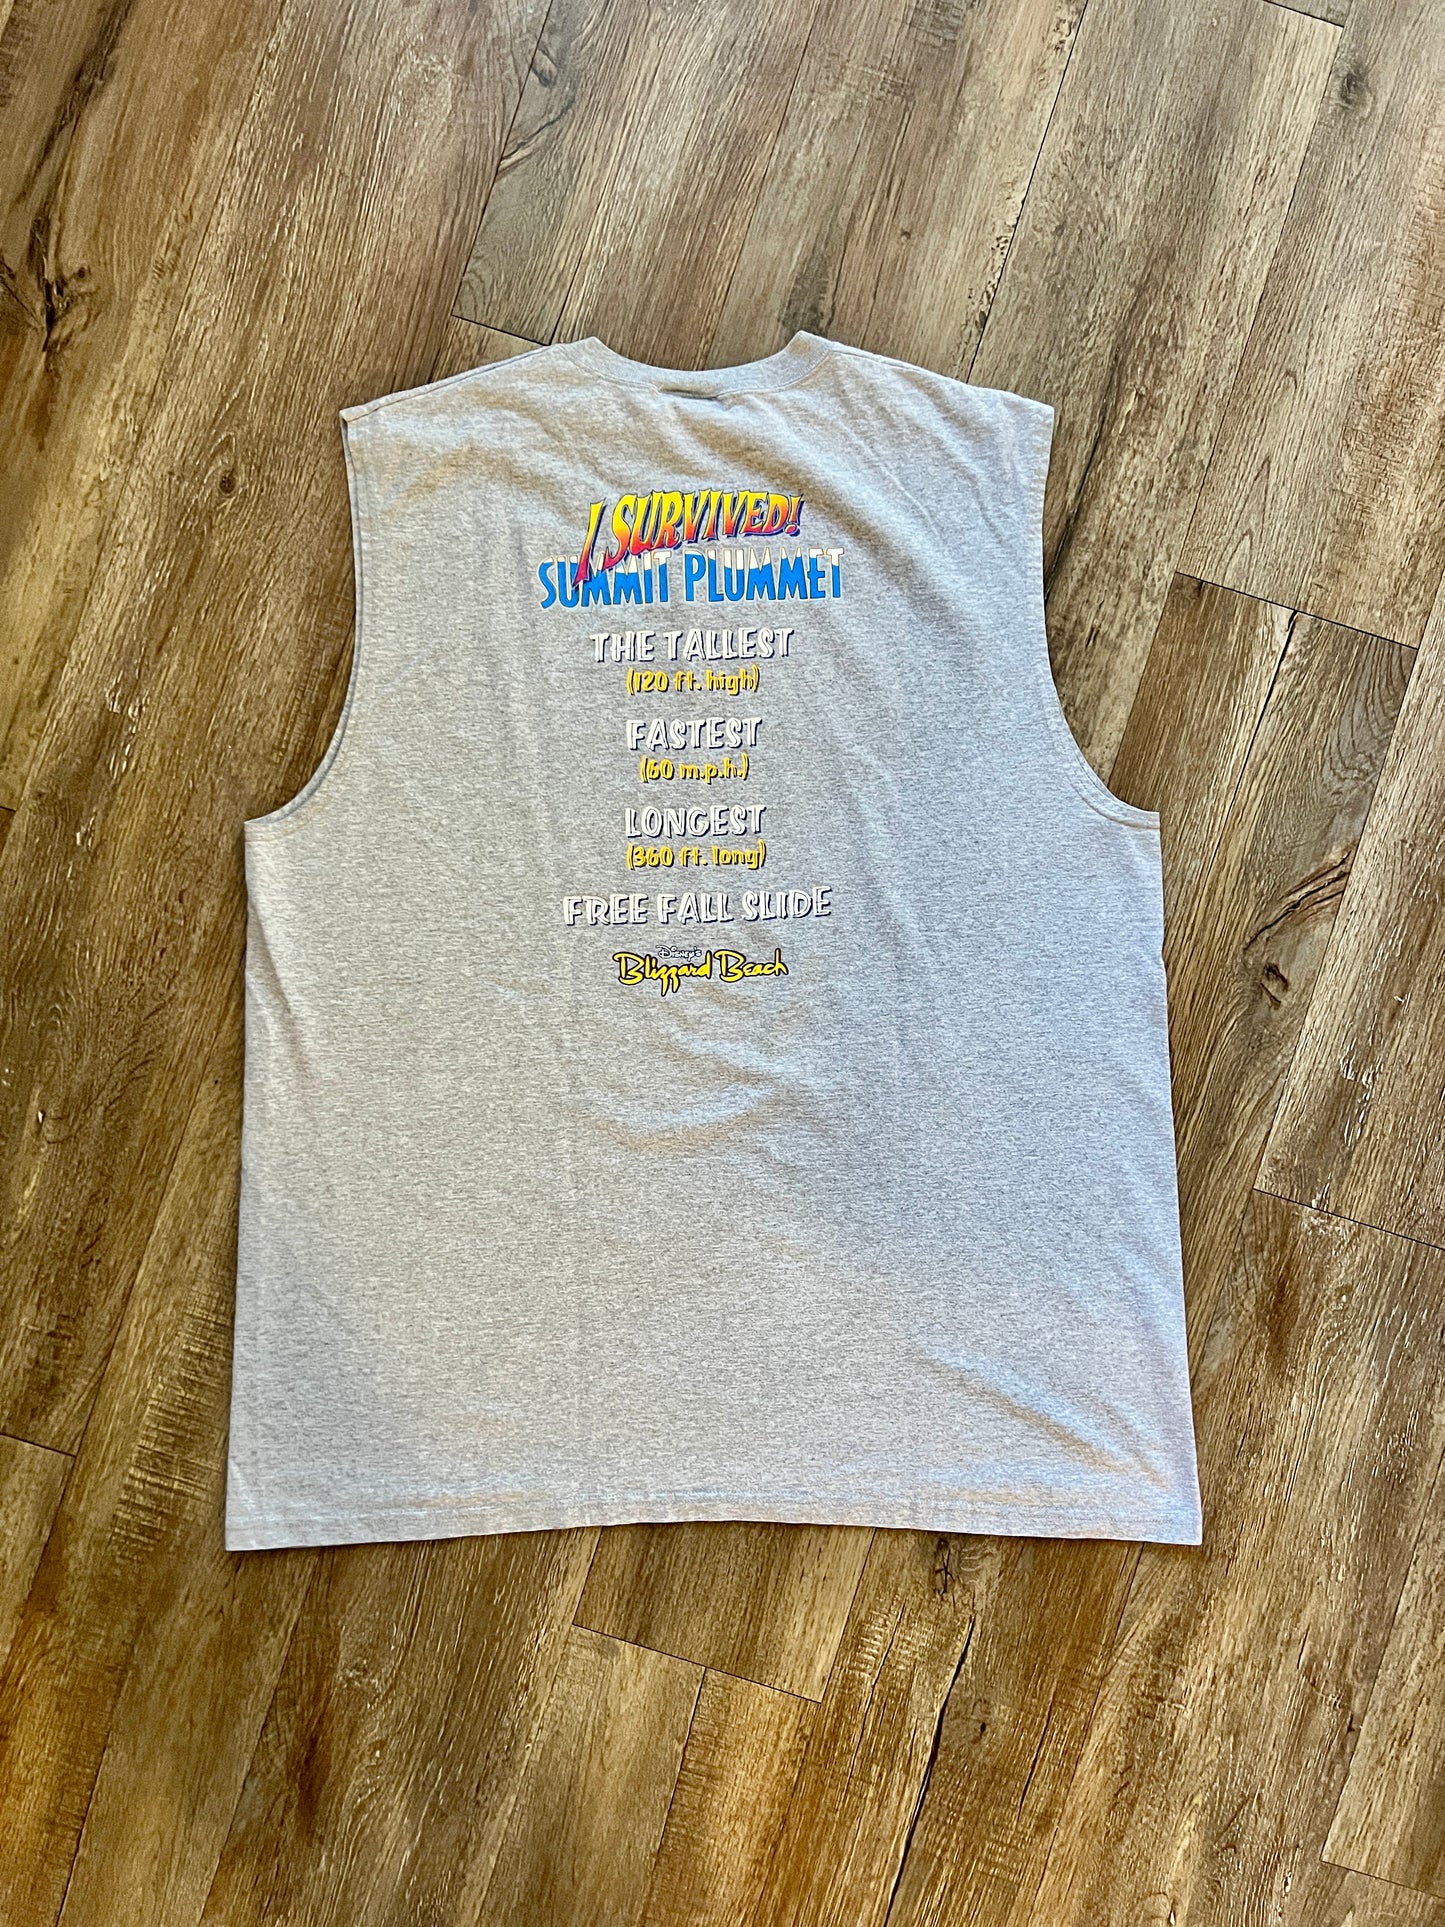 I SURVIVED!
SUMMIT PLUMMET
THE TALLEST
(120 ft. high)
FASTEST
(60 m.p.h.)
LONGEST
(360 ft. long)
FREE FALL SLIDE
Disney's
Blizzard Beach